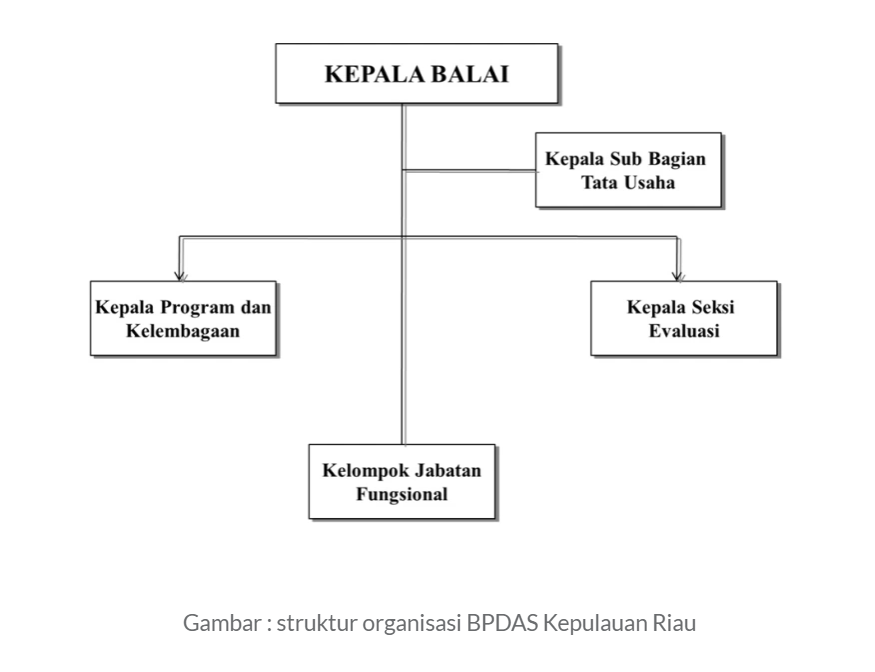 KEPALA BALAI
Kepala Sub Bagian
Tata Usaha
Kepala Program dan
Kelembagaan
Kepala Seksi
Evaluasi
Kelompok Jabatan
Fungsional
Gambar : struktur organisasi BPDAS Kepulauan Riau